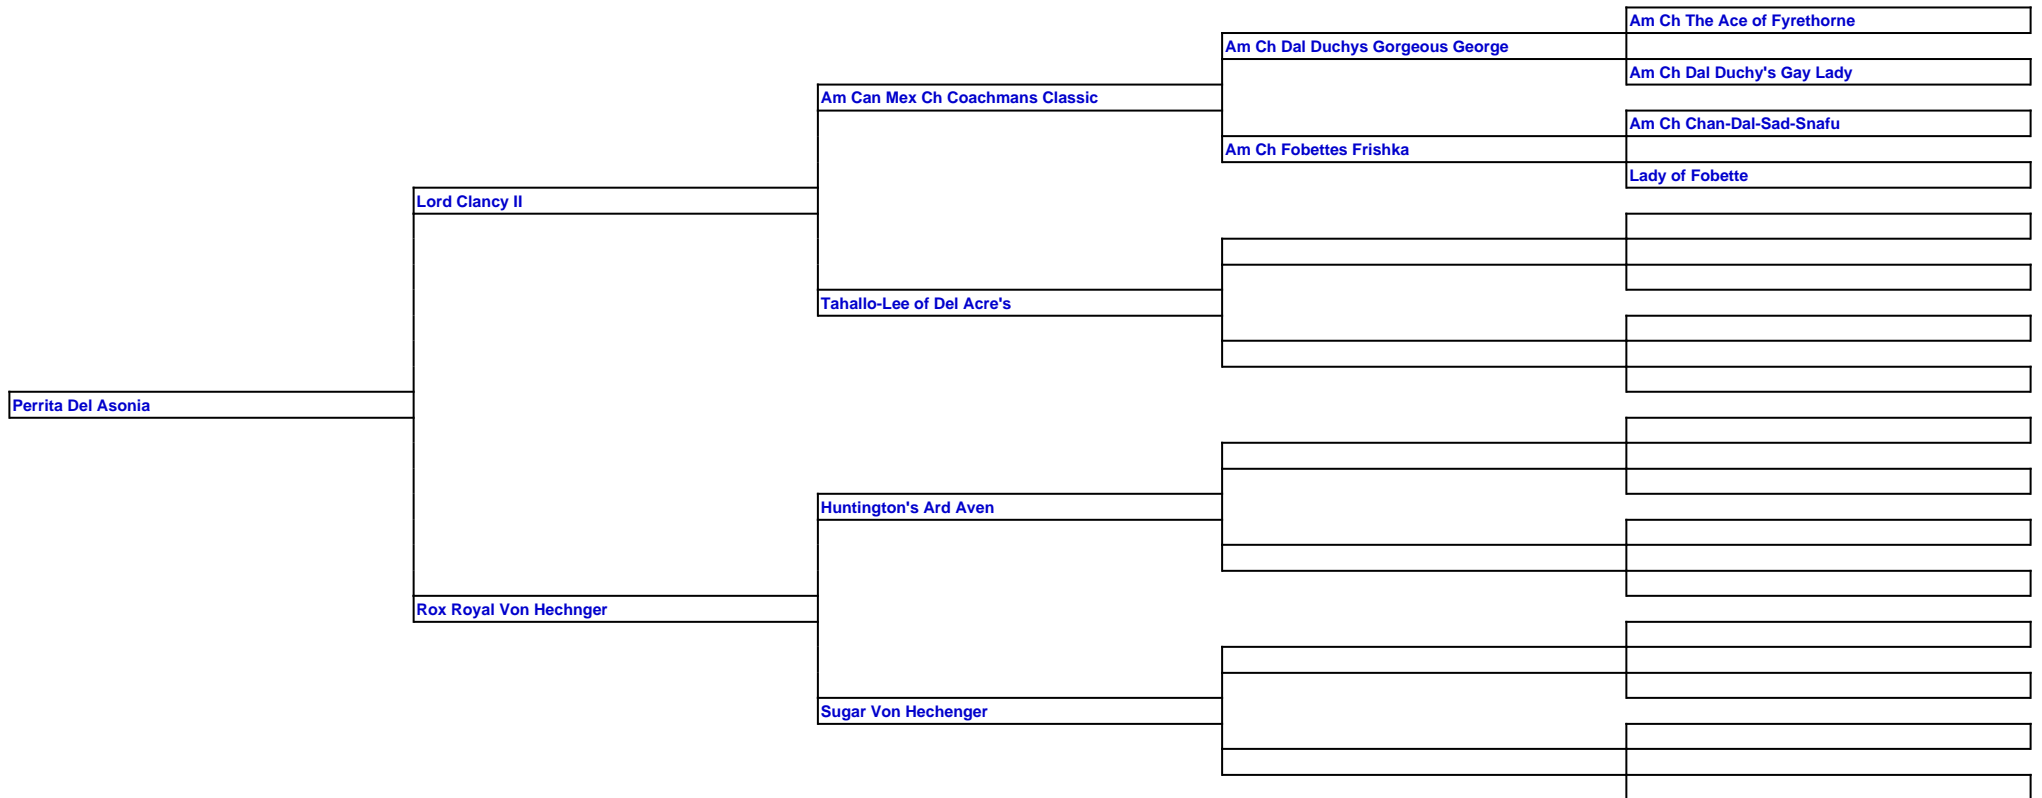 Am Ch The Ace of Fyrethorne
Am Ch Dal Duchys Gorgeous George
Am Ch Dal Duchy's Gay Lady
Am Can Mex Ch Coachmans Classic
Am Ch Chan-Dal-Sad-Snafu
Am Ch Fobettes Frishka
Lady of Fobette
Lord Clancy II
Tahallo-Lee of Del Acre's
Perrita Del Asonia
Huntington's Ard Aven
Rox Royal Von Hechnger
Sugar Von Hechenger